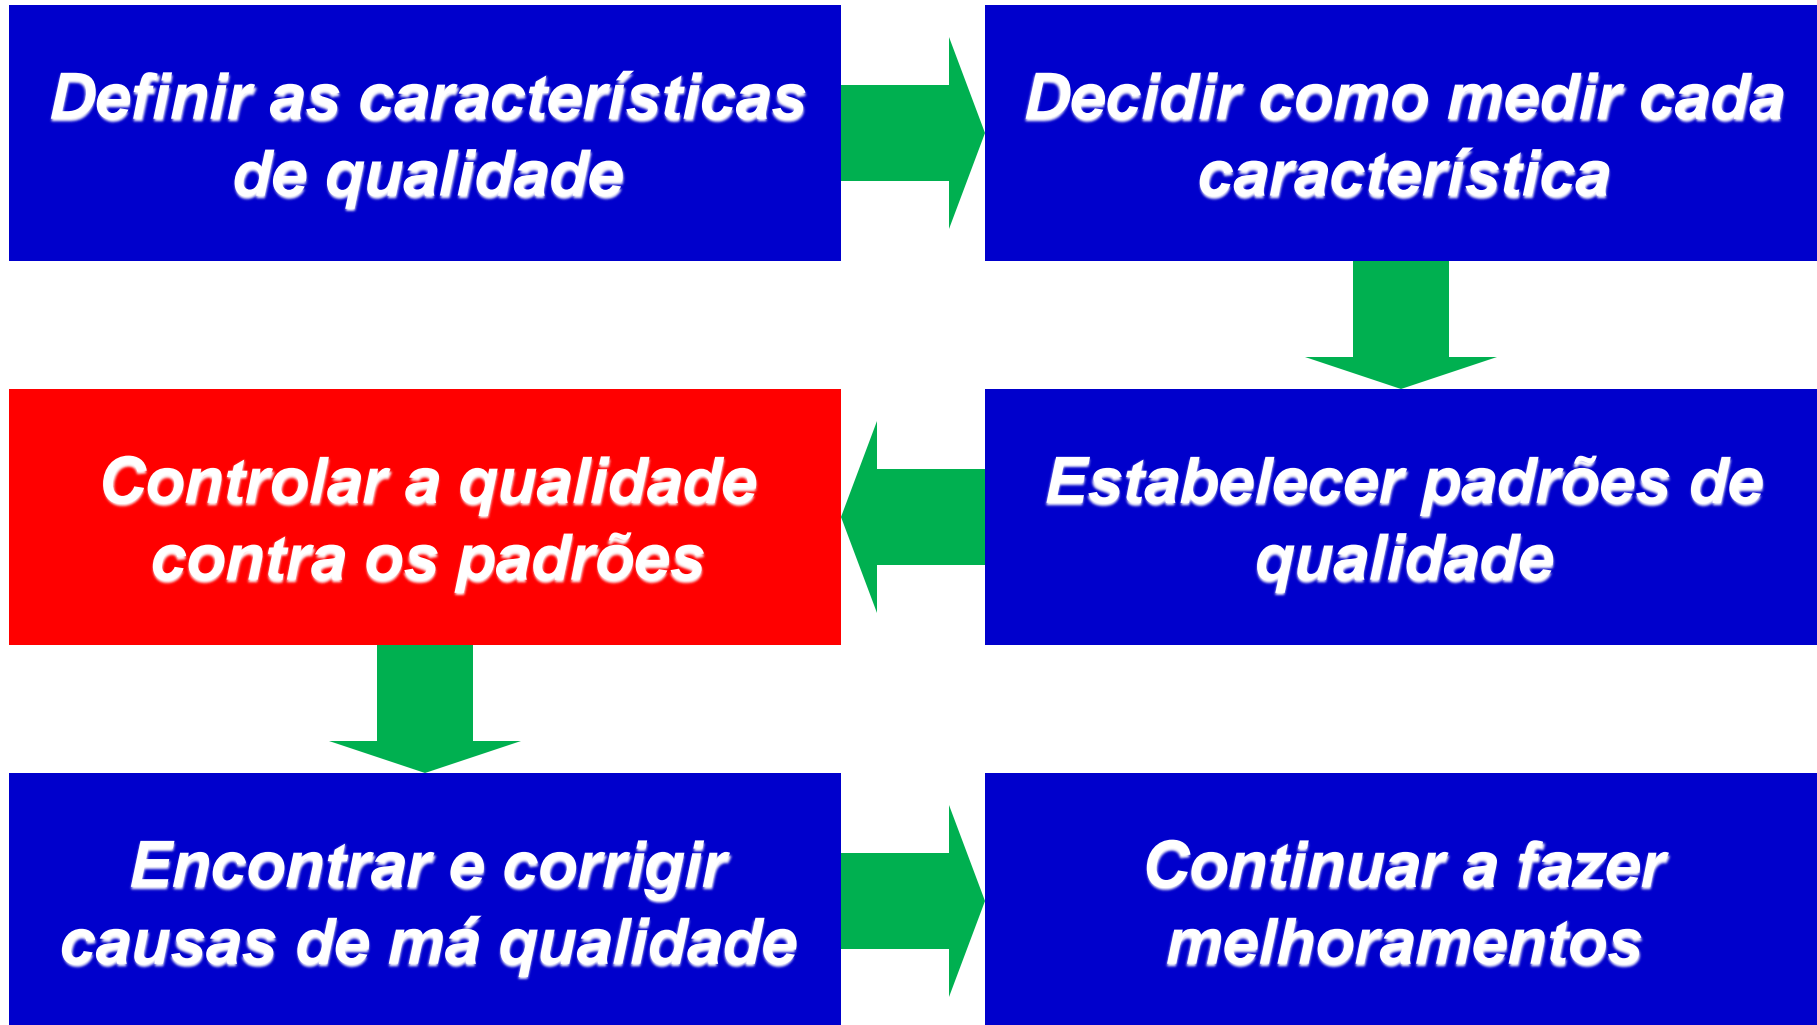 Definir as características
de qualidade
Decidir como medir cada
característica
Estabelecer padrões de
qualidade
Controlar a qualidade
contra os padrões
Encontrar e corrigir
causas de má qualidade
Continuar a fazer
melhoramentos